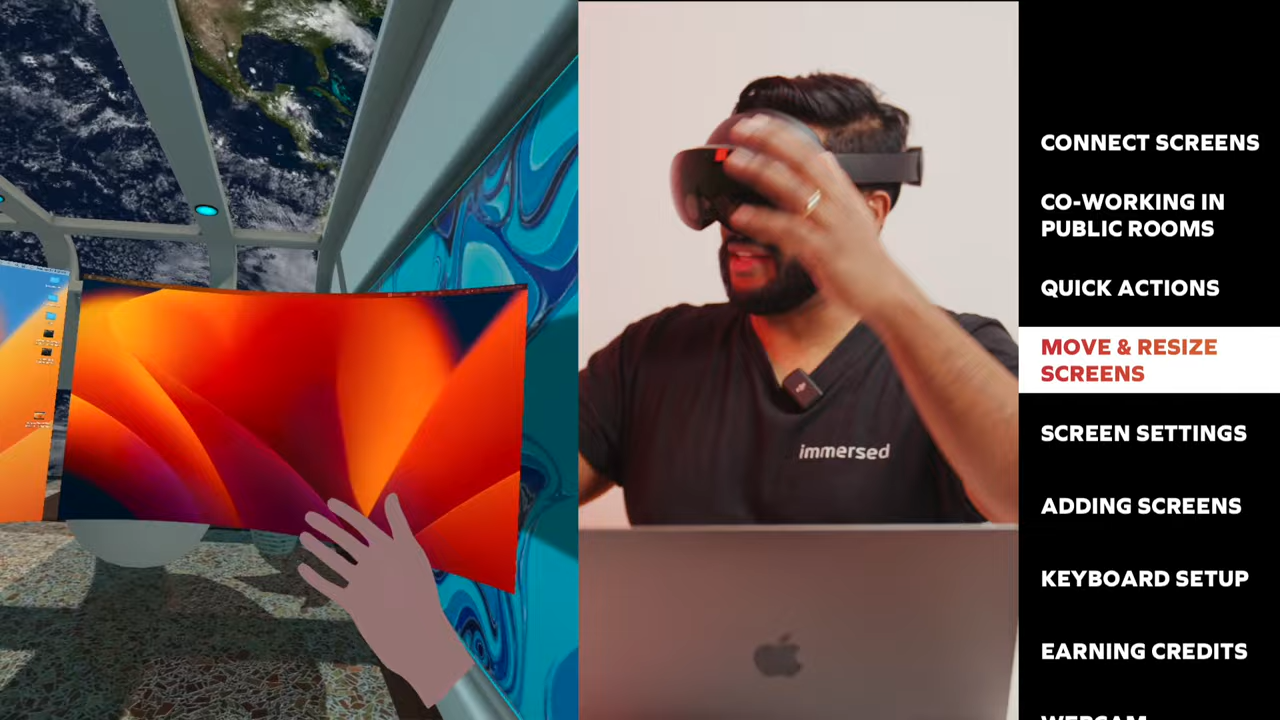 immersed
CONNECT SCREENS
CO-WORKING IN
PUBLIC ROOMS
QUICK ACTIONS
MOVE & RESIZE
SCREENS
SCREEN SETTINGS
ADDING SCREENS
KEYBOARD SETUP
EARNING CREDITS